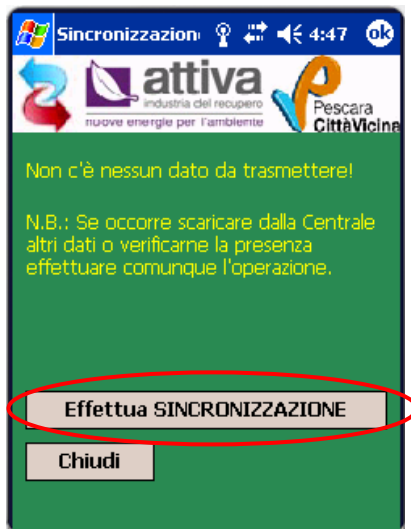 Sincronizzazion 4:47 ok
attiva
industria del recupero
nuove energie per l'ambiente
Pescara
CittàVicina
Non c'è nessun dato da trasmettere!
N.B.: Se occorre scaricare dalla Centrale
altri dati o verificarne la presenza
effettuare comunque l'operazione.
Effettua SINCRONIZZAZIONE
Chiudi